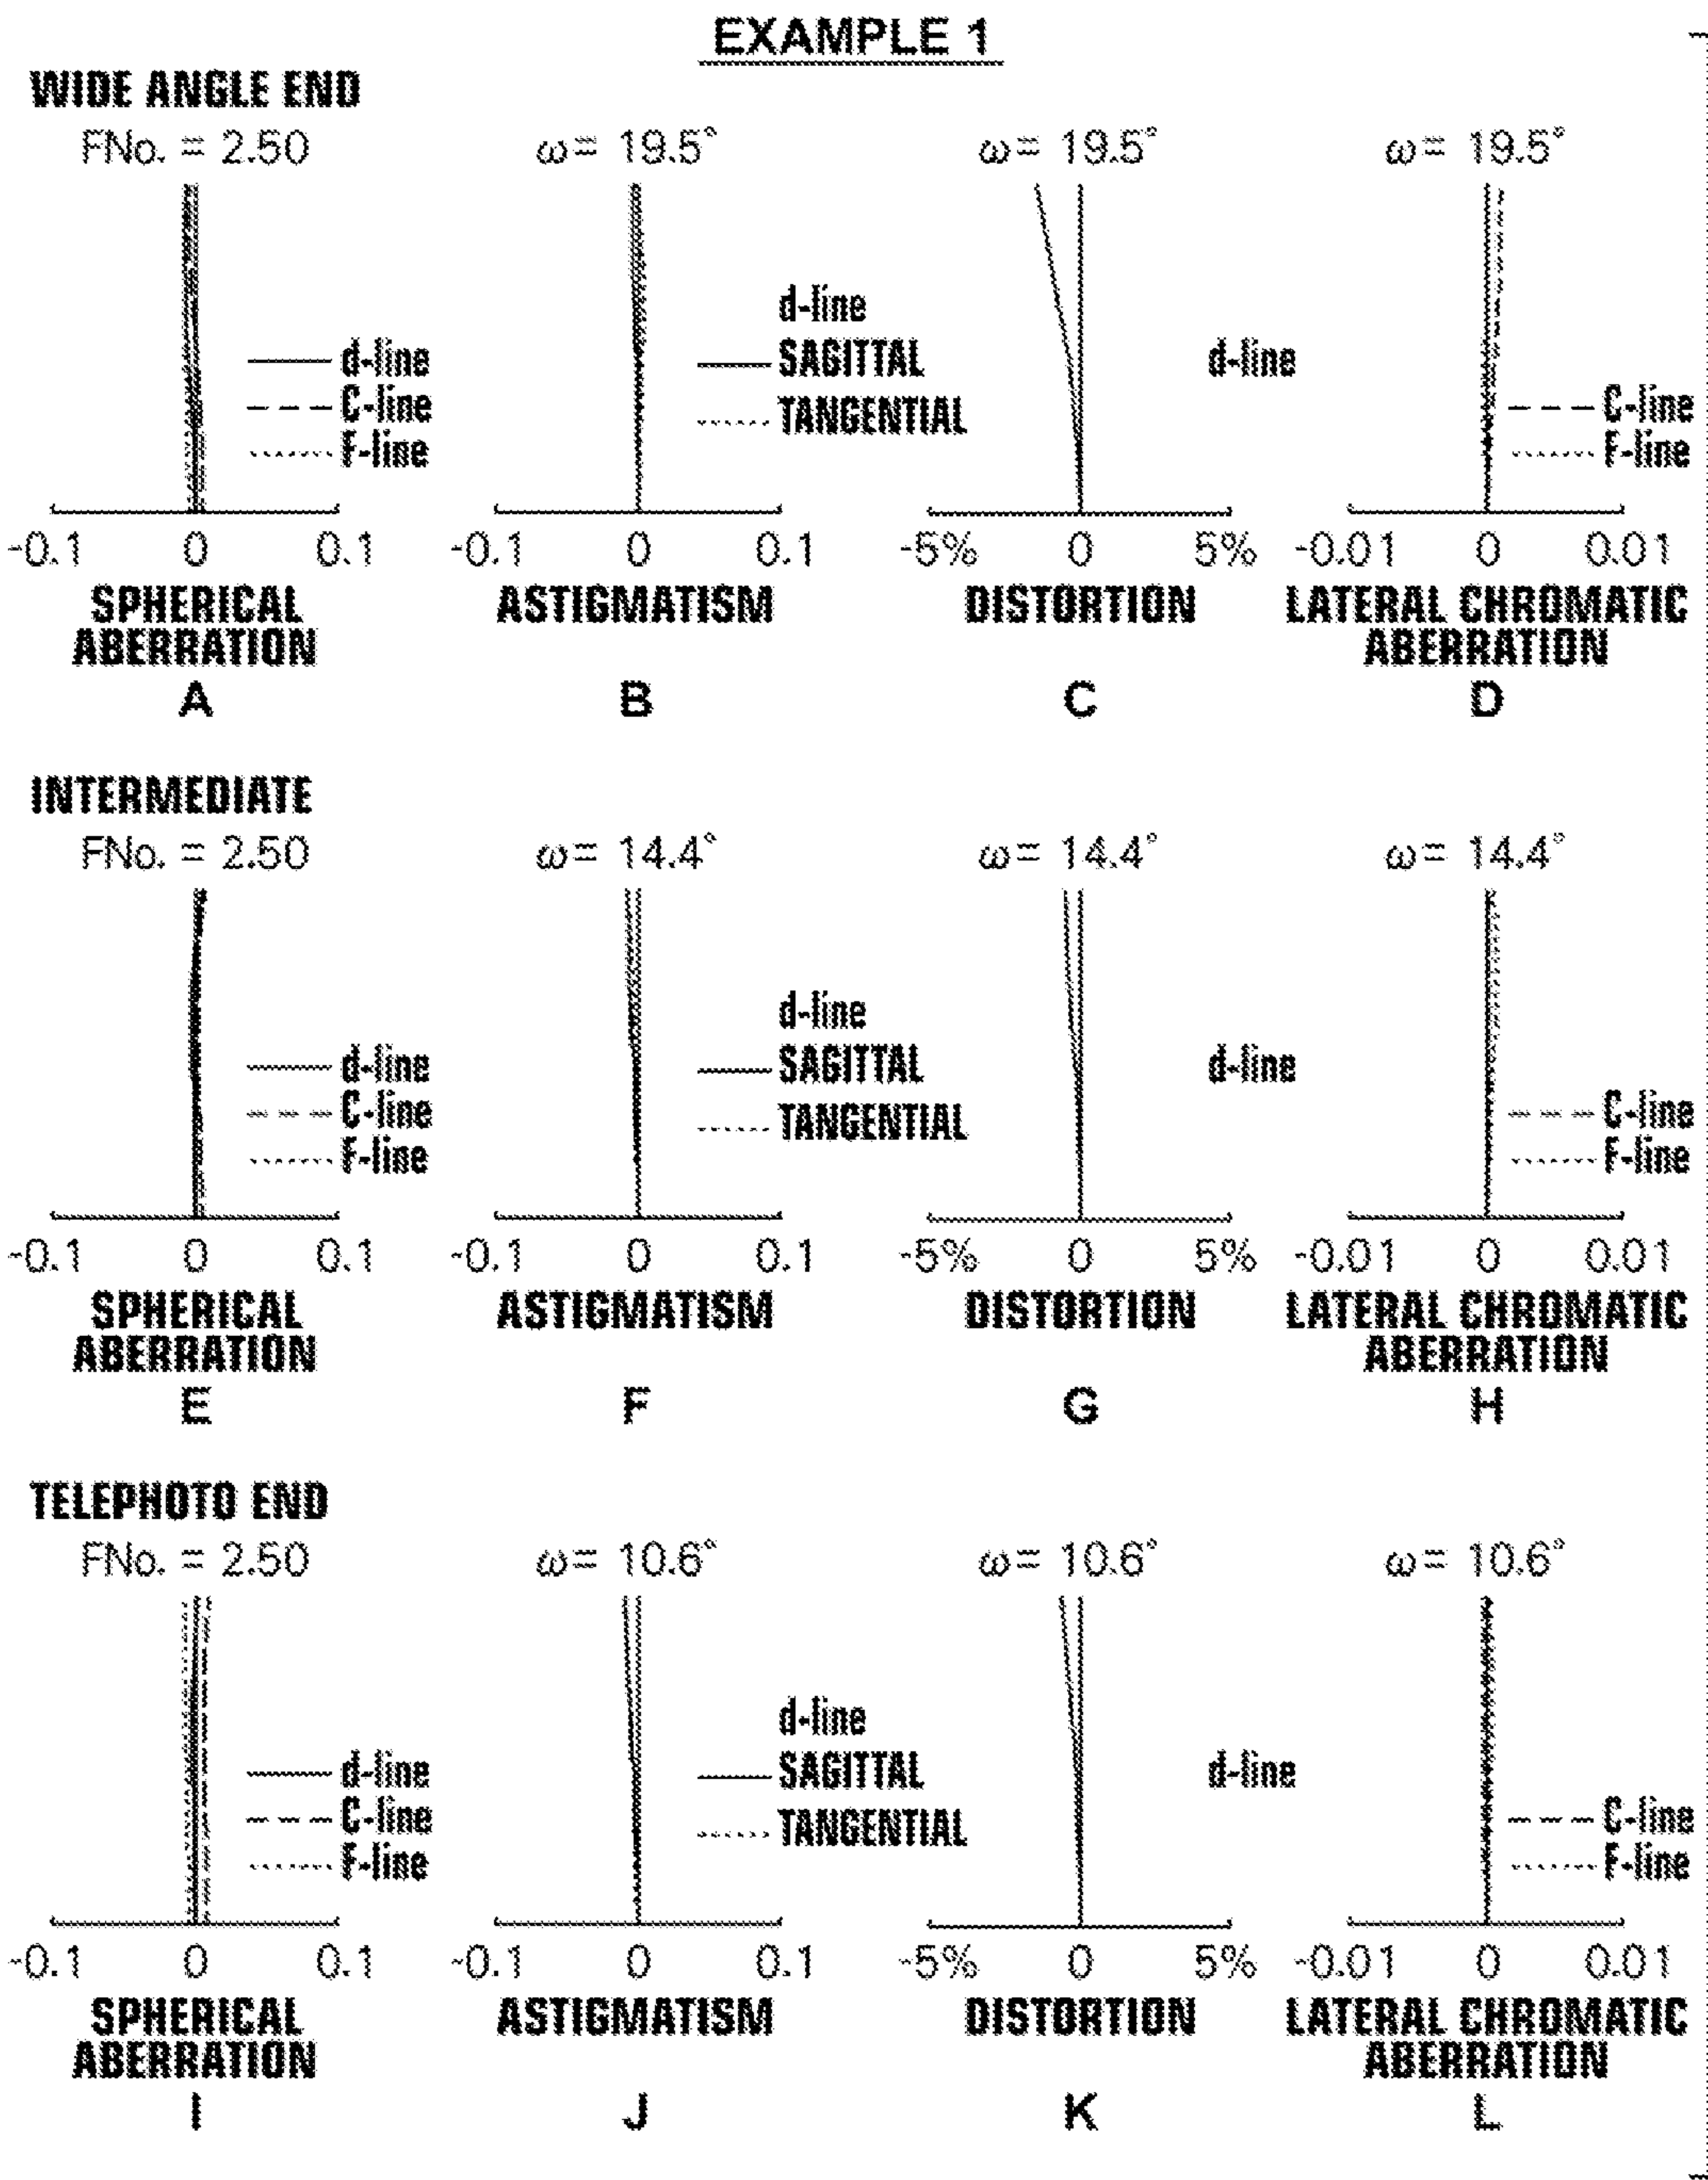 EXAMPLE 1
WIDE ANGLE END
FNo. = 2.50
ω= 19.5°
ω= 19.5°
ω= 19.5°
d-line
C-line
F-line
d-line
SAGITTAL
TANGENTIAL
d-line
C-line
F-line
-0.1 0 0.1
-0.1 0 0.1
-5% 0 5%
-0.01 0 0.01
SPHERICAL
ABERRATION
ASTIGMATISM
DISTORTION
LATERAL CHROMATIC
ABERRATION
A
B
C
D
INTERMEDIATE
FNo. = 2.50
ω= 14.4°
ω= 14.4°
ω= 14.4°
d-line
C-line
F-line
d-line
SAGITTAL
TANGENTIAL
d-line
C-line
F-line
-0.1 0 0.1
-0.1 0 0.1
-5% 0 5%
-0.01 0 0.01
SPHERICAL
ABERRATION
ASTIGMATISM
DISTORTION
LATERAL CHROMATIC
ABERRATION
E
F
G
H
TELEPHOTO END
FNo. = 2.50
ω= 10.6°
ω= 10.6°
ω= 10.6°
d-line
C-line
F-line
d-line
SAGITTAL
TANGENTIAL
d-line
C-line
F-line
-0.1 0 0.1
-0.1 0 0.1
-5% 0 5%
-0.01 0 0.01
SPHERICAL
ABERRATION
ASTIGMATISM
DISTORTION
LATERAL CHROMATIC
ABERRATION
I
J
K
L